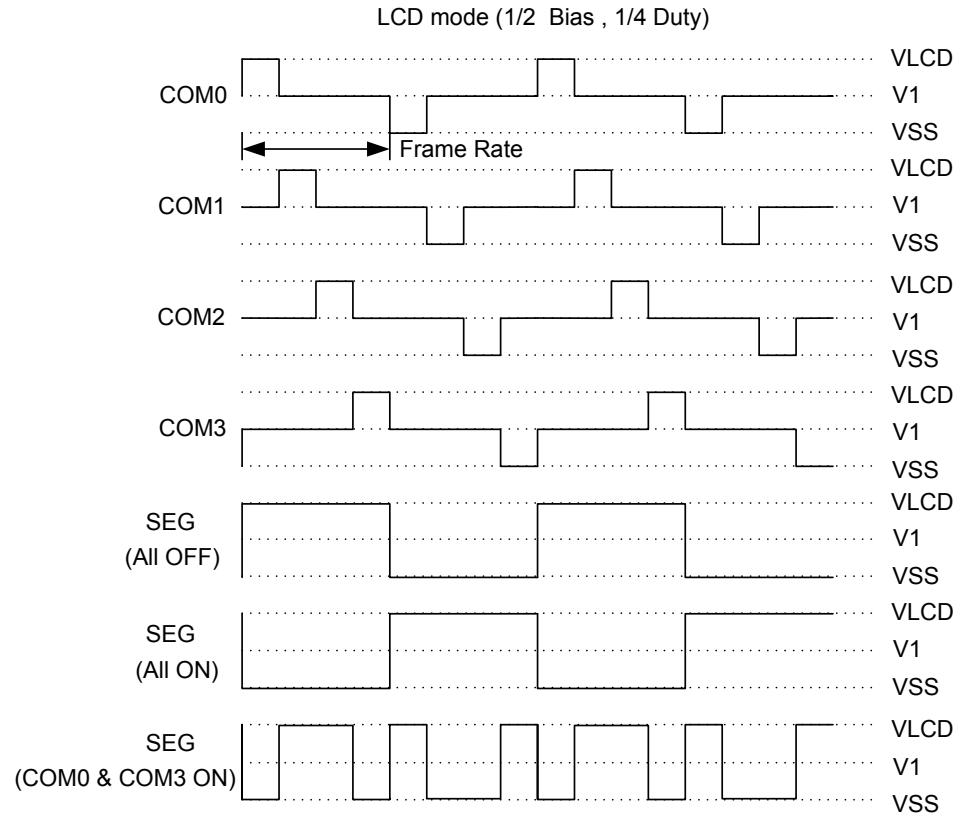 LCD mode (1/2 Bias , 1/4 Duty)
VLCD
COM0
V1
VSS
Frame Rate
VLCD
COM1
V1
VSS
VLCD
COM2
V1
VSS
VLCD
COM3
V1
VSS
VLCD
SEG
(All OFF)
V1
VSS
VLCD
SEG
(All ON)
V1
VSS
VLCD
SEG
(COM0 & COM3 ON)
V1
VSS